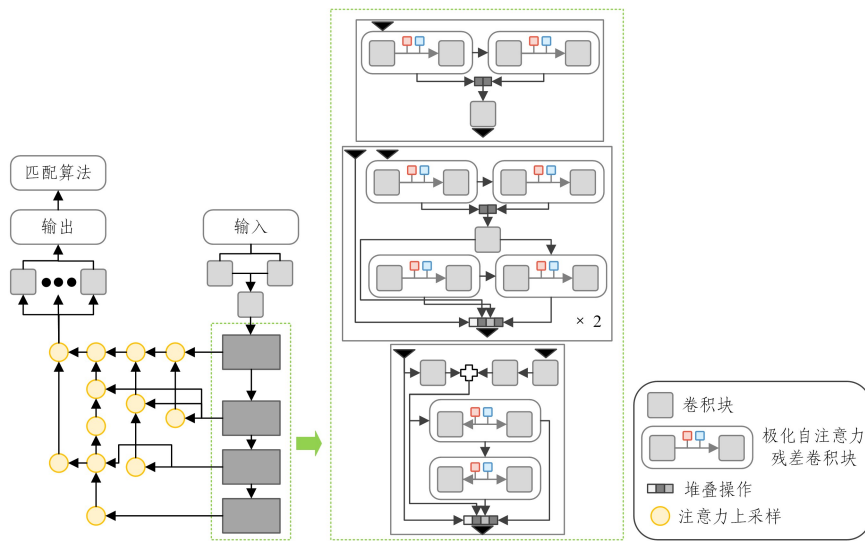 匹配算法
输出
输入
× 2
卷积块
极化自注意力
残差卷积块
堆叠操作
注意力上采样